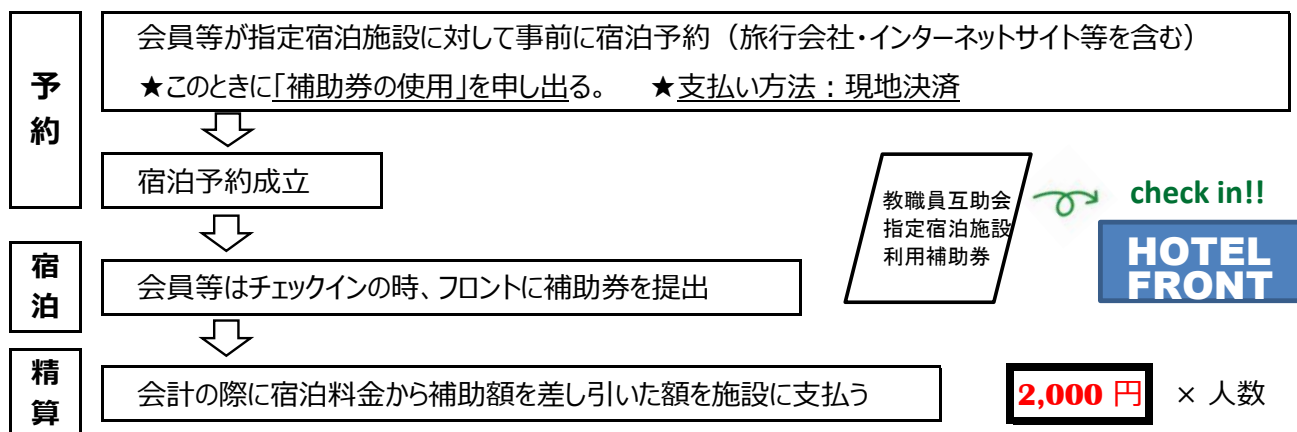 予約
会員等が指定宿泊施設に対して事前に宿泊予約（旅行会社・インターネットサイト等を含む）
★このときに「補助券の使用」を申し出る。　★支払い方法：現地決済
宿泊予約成立
教職員互助会
指定宿泊施設
利用補助券
check in!!
HOTEL
FRONT
宿泊
会員等はチェックインの時、フロントに補助券を提出
精算
会計の際に宿泊料金から補助額を差し引いた額を施設に支払う
2,000 円 × 人数